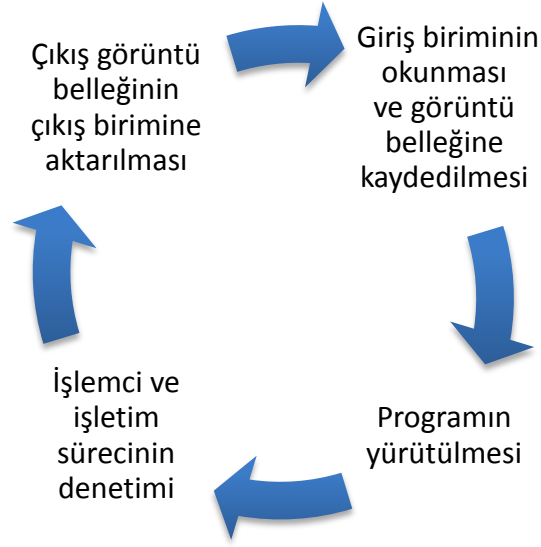 Çıkış görüntü
belleğinin
çıkış birimine
aktarılması
Giriş biriminin
okunması
ve görüntü
belleğine
kaydedilmesi
Programın
yürütülmesi
İşlemci ve
işletim
sürecinin
denetimi